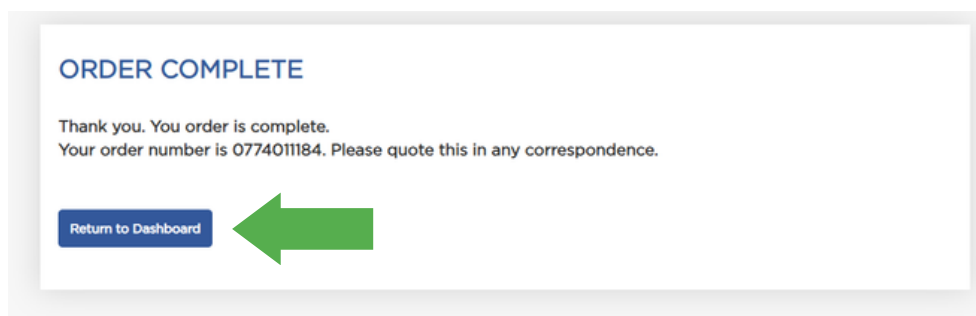 ORDER COMPLETE
Thank you. You order is complete.
Your order number is 0774011184. Please quote this in any correspondence.
Return to Dashboard